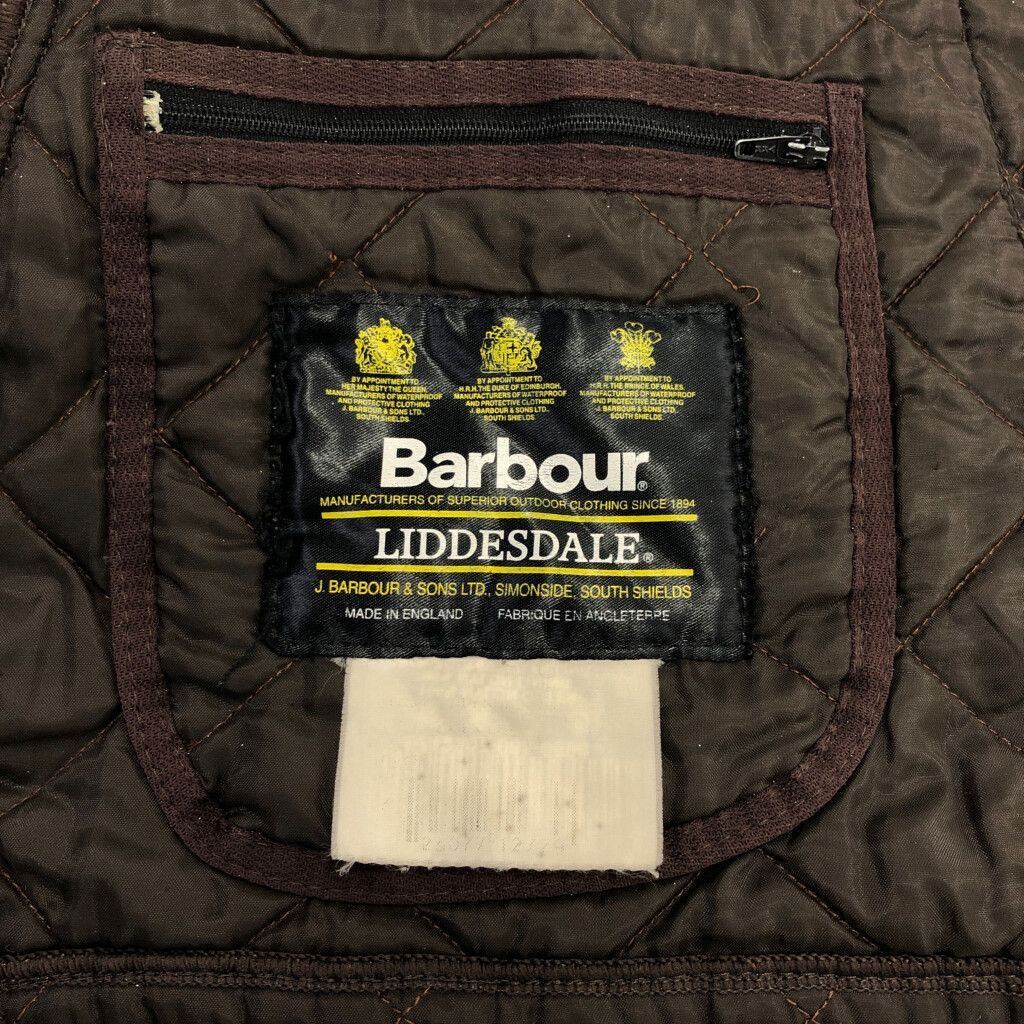 BY APPOINTMENT TO
HER MAJESTY THE QUEEN.
MANUFACTURERS OF WATERPROOF
AND PROTECTIVE CLOTHING
J. BARBOUR & SONS LTD.
SOUTH SHIELDS.
BY APPOINTMENT TO
H.R.H. THE DUKE OF EDINBURGH.
MANUFACTURERS OF WATERPROOF
AND PROTECTIVE CLOTHING
J. BARBOUR & SONS LTD.
SOUTH SHIELDS.
BY APPOINTMENT TO
H.R.H. THE PRINCE OF WALES.
MANUFACTURERS OF WATERPROOF
AND PROTECTIVE CLOTHING
J. BARBOUR & SONS LTD.
SOUTH SHIELDS.
Barbour®
MANUFACTURERS OF SUPERIOR OUTDOOR CLOTHING SINCE 1894
LIDDESDALE®
J. BARBOUR & SONS LTD., SIMONSIDE, SOUTH SHIELDS
MADE IN ENGLAND FABRIQUE EN ANGLETERRE